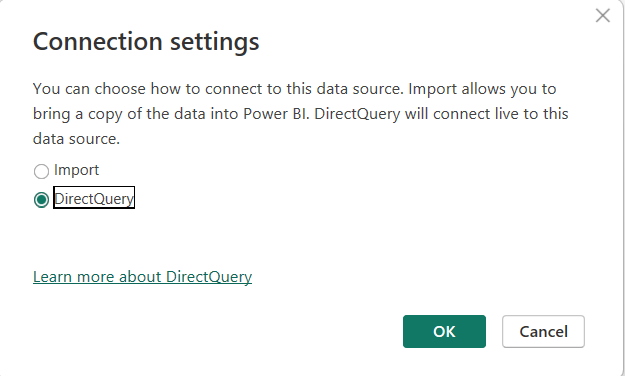 Connection settings
You can choose how to connect to this data source. Import allows you to
bring a copy of the data into Power BI. DirectQuery will connect live to this
data source.
Import
DirectQuery
Learn more about DirectQuery
OK Cancel